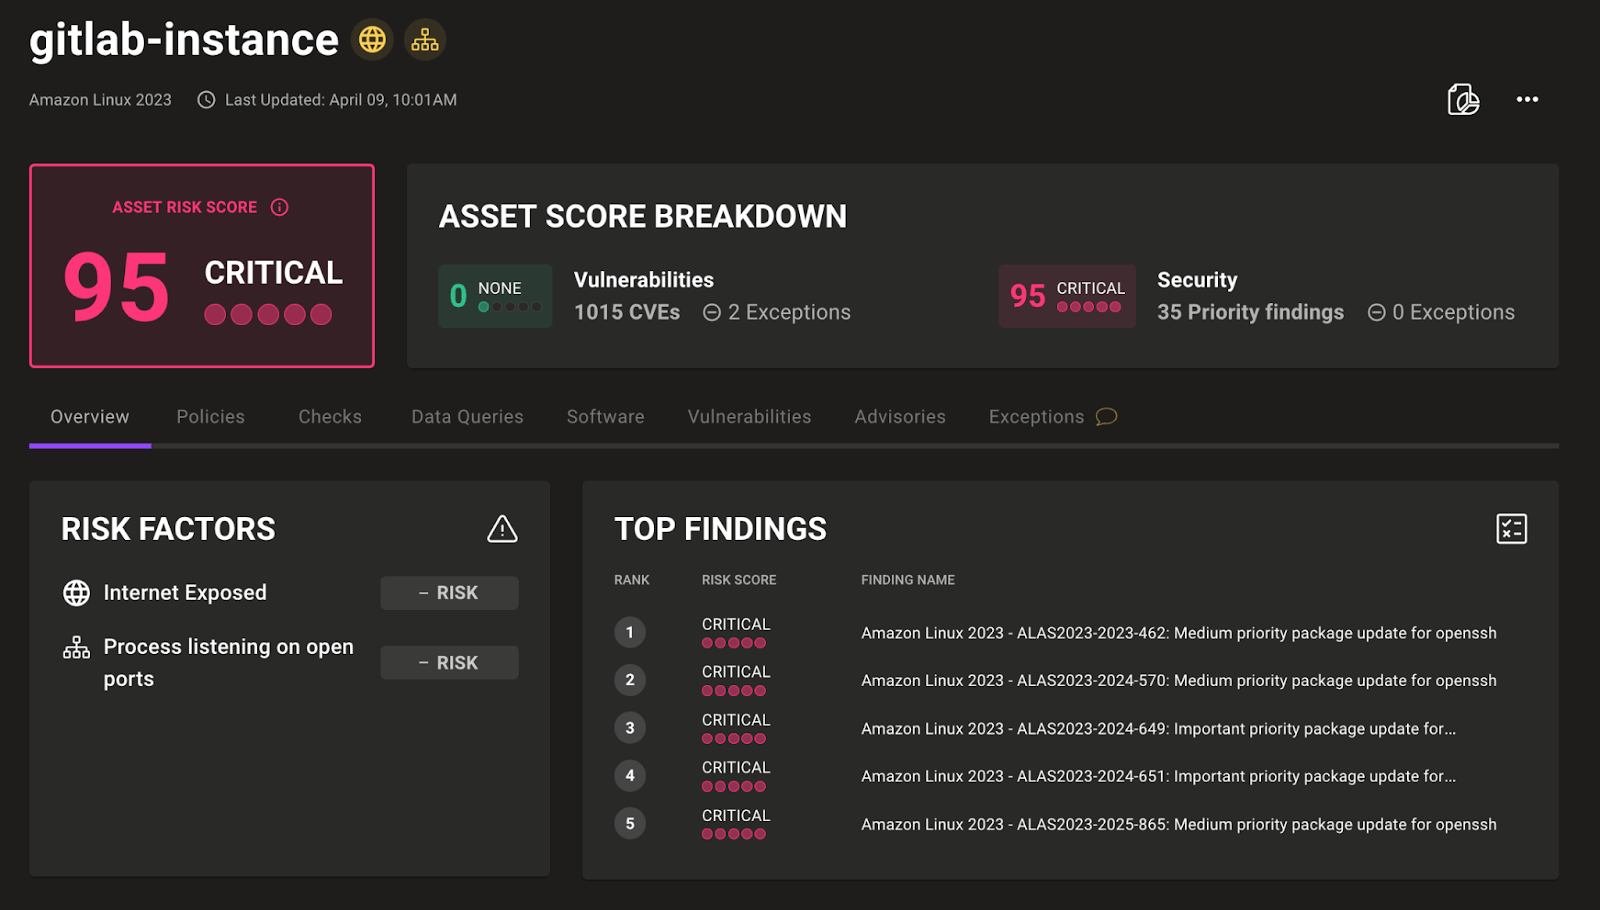 gitlab-instance
Amazon Linux 2023 Last Updated: April 09, 10:01AM
ASSET RISK SCORE
95 CRITICAL
ASSET SCORE BREAKDOWN
0 NONE Vulnerabilities
1015 CVEs 2 Exceptions
95 CRITICAL Security
35 Priority findings 0 Exceptions
Overview Policies Checks Data Queries Software Vulnerabilities Advisories Exceptions
RISK FACTORS
Internet Exposed – RISK
Process listening on open
ports – RISK
TOP FINDINGS
RANK RISK SCORE FINDING NAME
1 CRITICAL Amazon Linux 2023 - ALAS2023-2023-462: Medium priority package update for openssh
2 CRITICAL Amazon Linux 2023 - ALAS2023-2024-570: Medium priority package update for openssh
3 CRITICAL Amazon Linux 2023 - ALAS2023-2024-649: Important priority package update for...
4 CRITICAL Amazon Linux 2023 - ALAS2023-2024-651: Important priority package update for...
5 CRITICAL Amazon Linux 2023 - ALAS2023-2025-865: Medium priority package update for openssh